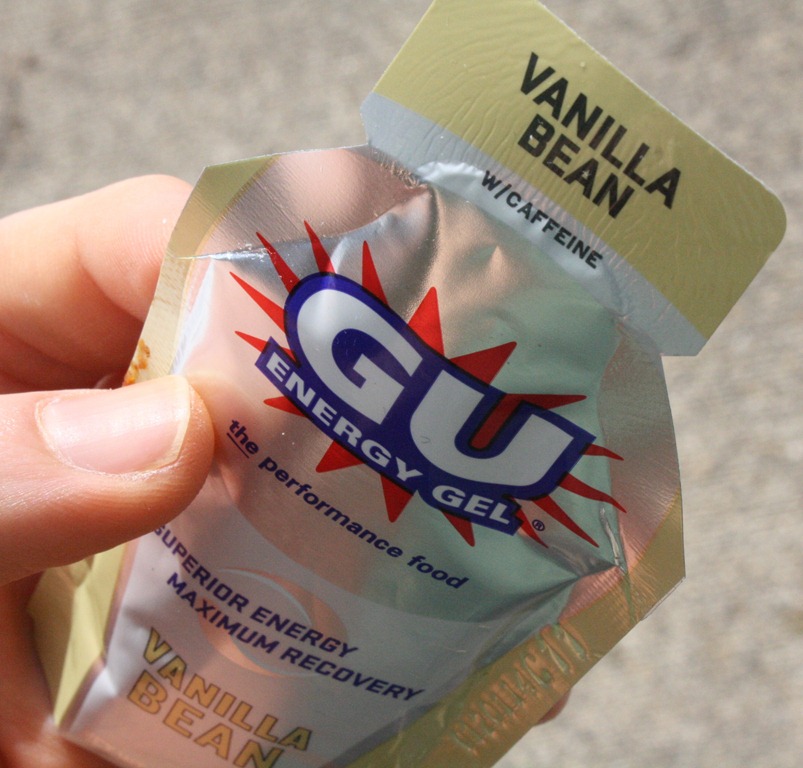 VANILLA
BEAN
W/CAFFEINE
GU
ENERGY GEL®
the performance food
SUPERIOR ENERGY
MAXIMUM RECOVERY
VANILLA
BEAN